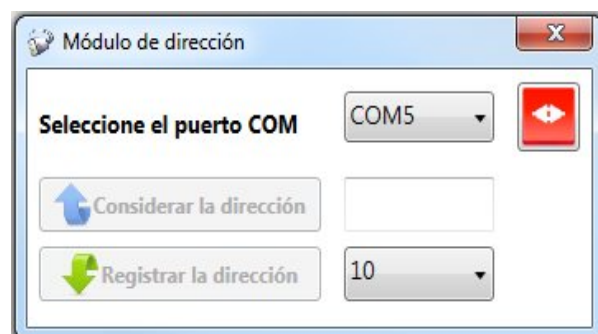 Módulo de dirección
Seleccione el puerto COM COM5
Considerar la dirección
Registrar la dirección 10